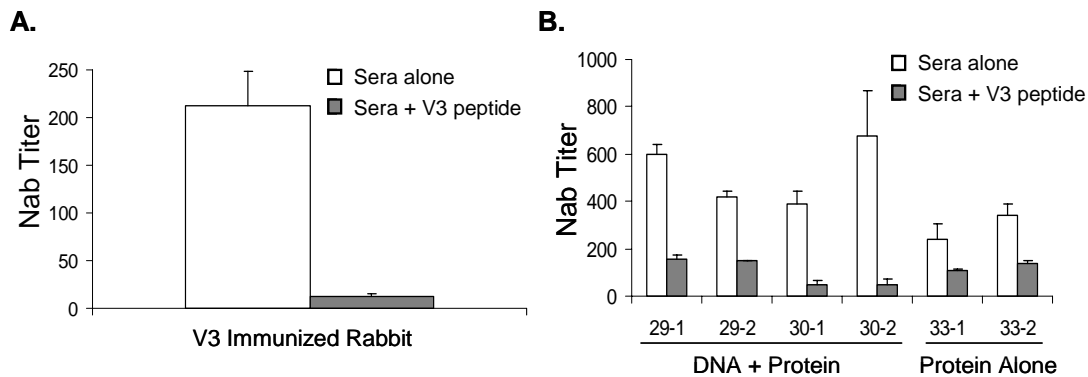 A.
250
200
150
100
50
0
Nab Titer
Sera alone
Sera + V3 peptide
V3 Immunized Rabbit
B.
1000
800
600
400
200
0
Nab Titer
Sera alone
Sera + V3 peptide
29-1 29-2 30-1 30-2 33-1 33-2
DNA + Protein Protein Alone